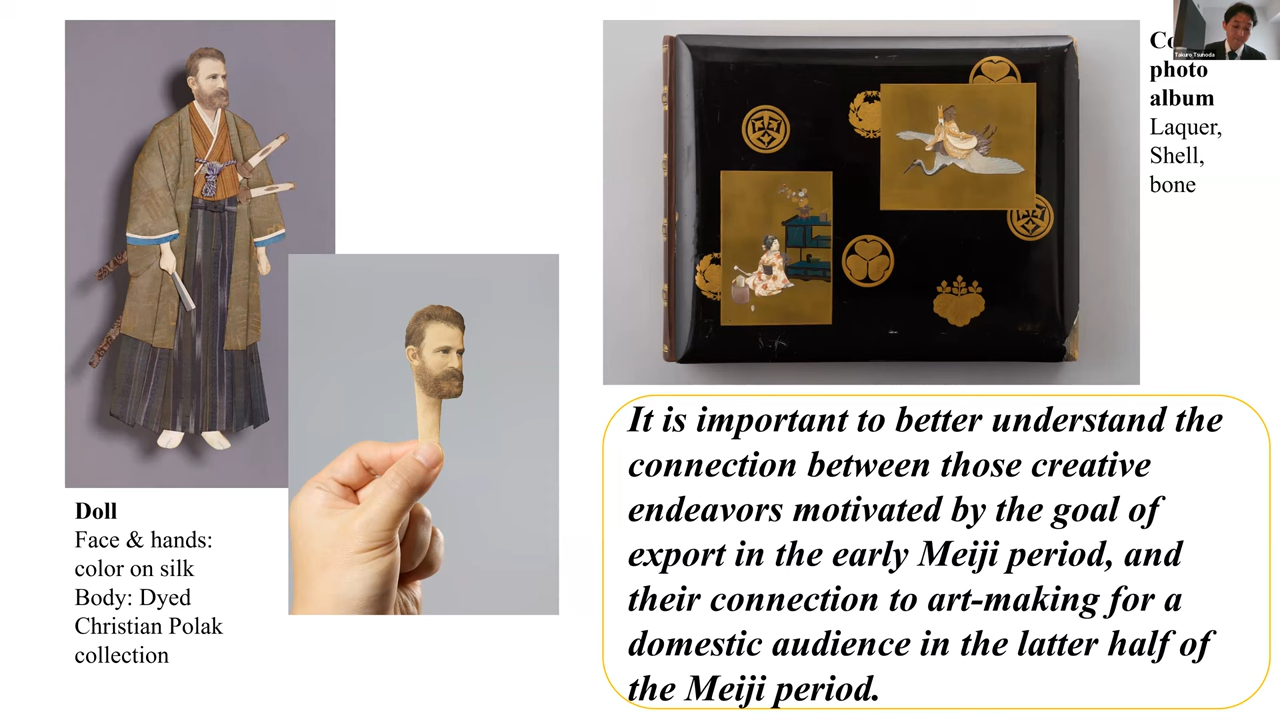 Doll
Face & hands:
color on silk
Body: Dyed
Christian Polak
collection
photo
album
Laquer,
Shell,
bone
Takuro Tsunoda
It is important to better understand the
connection between those creative
endeavors motivated by the goal of
export in the early Meiji period, and
their connection to art-making for a
domestic audience in the latter half of
the Meiji period.